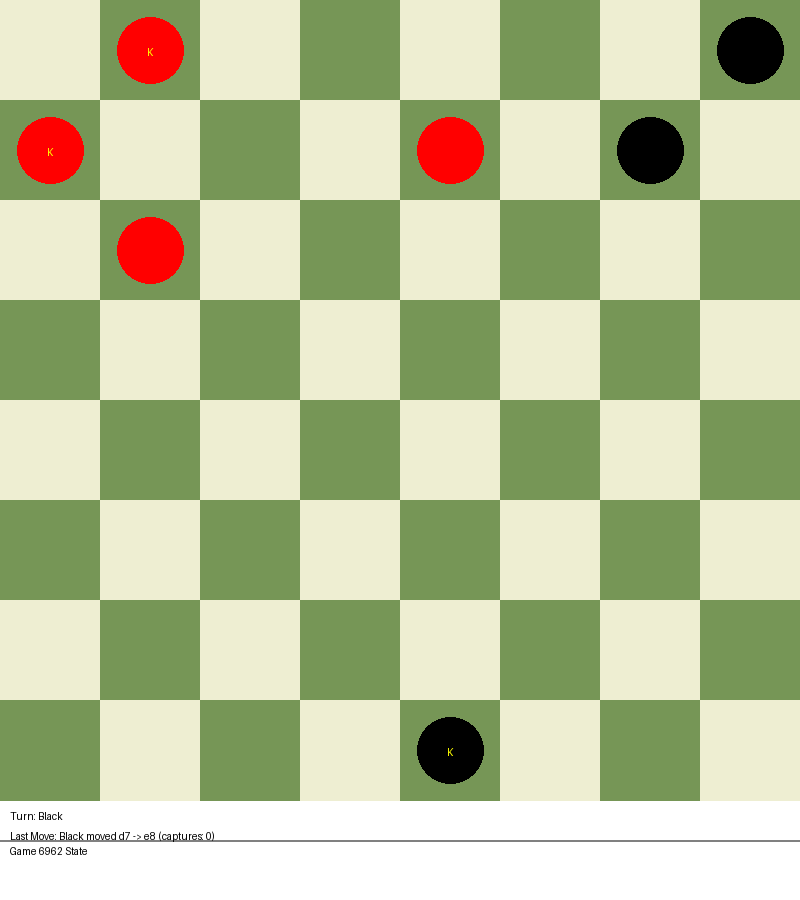 K
K
K
Turn: Black
Last Move: Black moved d7 -> e8 (captures: 0)
Game 6962 State